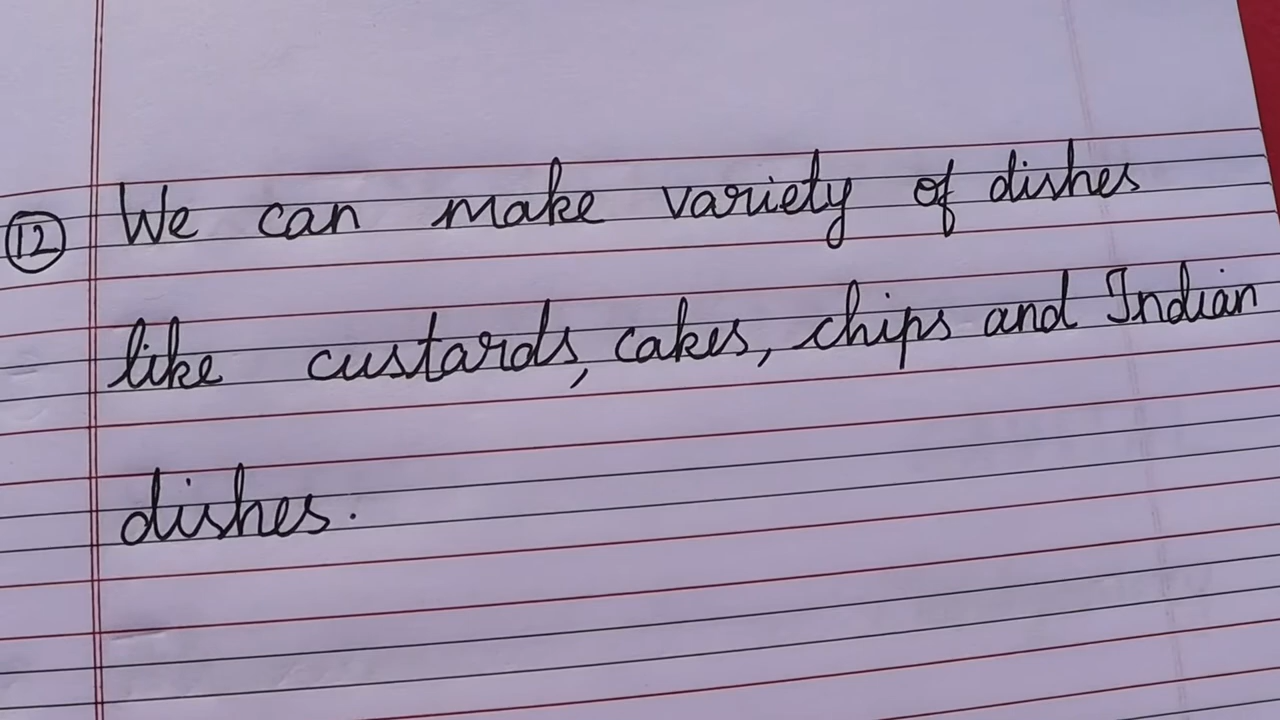 12 We can make variety of dishes
like custards, cakes, chips and Indian
dishes.